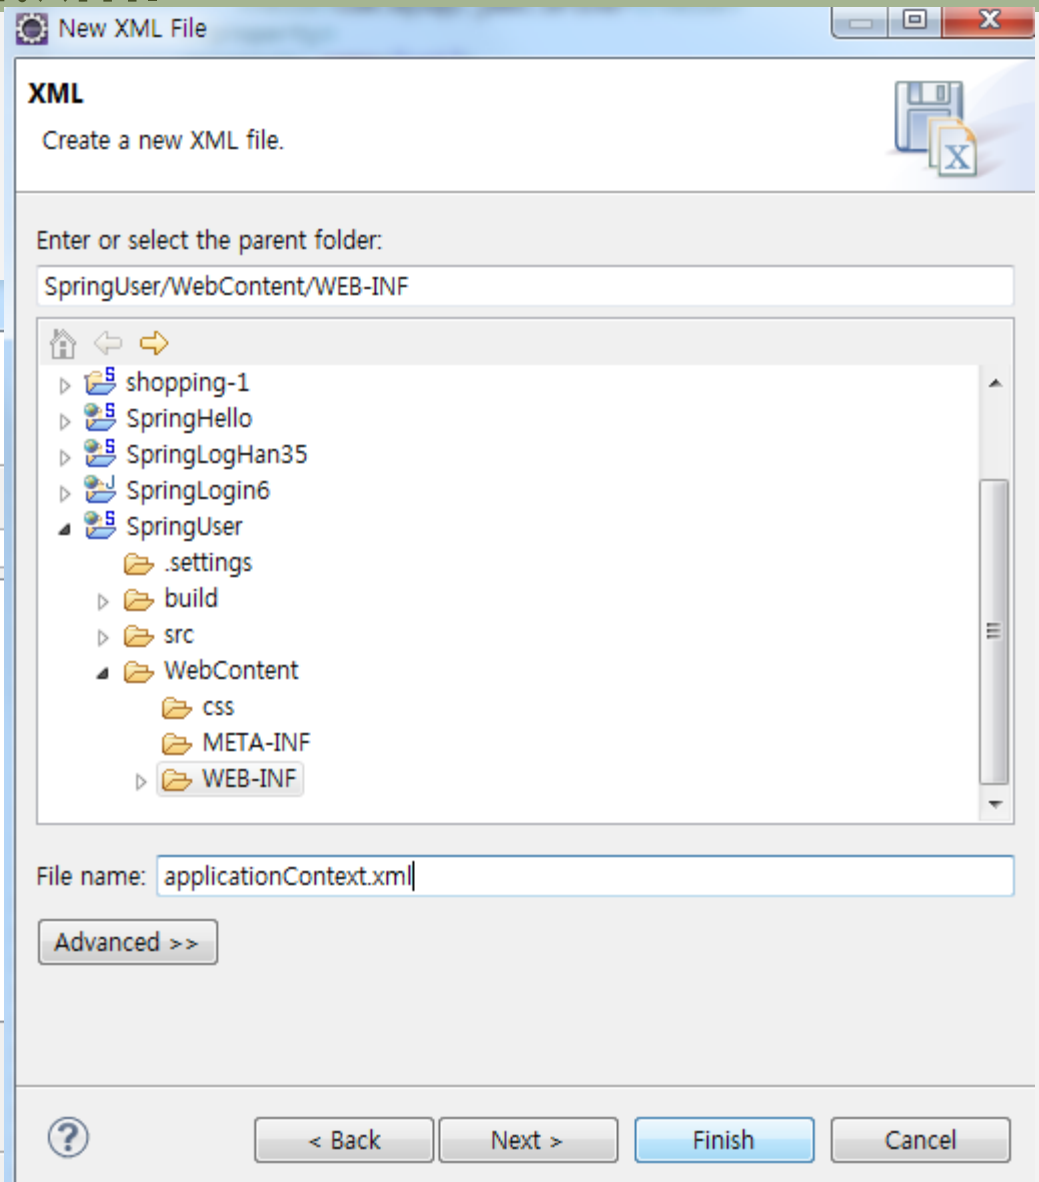 New XML File
XML
Create a new XML file.
Enter or select the parent folder:
SpringUser/WebContent/WEB-INF
shopping-1
SpringHello
SpringLogHan35
SpringLogin6
SpringUser
.settings
build
src
WebContent
css
META-INF
WEB-INF
File name: applicationContext.xml
Advanced >>
< Back Next > Finish Cancel